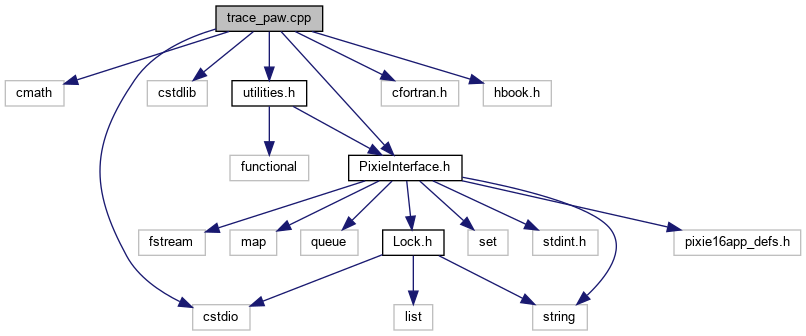 trace_paw.cpp
cmath
cstdlib
utilities.h
cfortran.h
hbook.h
functional
PixieInterface.h
fstream
map
queue
Lock.h
set
stdint.h
pixie16app_defs.h
cstdio
list
string